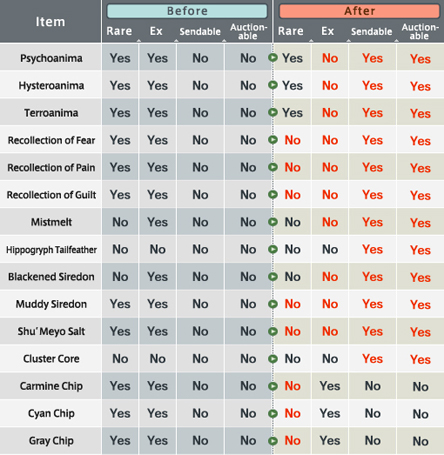 Item Before After
Rare Ex Sendable Auction-able Rare Ex Sendable Auction-able
Psychoanima Yes Yes No No Yes No Yes Yes
Hysteroanima Yes Yes No No Yes No Yes Yes
Terroanima Yes Yes No No Yes No Yes Yes
Recollection of Fear Yes Yes No No No No Yes Yes
Recollection of Pain Yes Yes No No No No Yes Yes
Recollection of Guilt Yes Yes No No No No Yes Yes
Mistmelt No Yes No No No No Yes Yes
Hippogryph Tailfeather No No No No No No Yes Yes
Blackened Siredon No Yes No No No No Yes Yes
Muddy Siredon Yes Yes No No No No Yes Yes
Shu'Meyo Salt Yes Yes No No No No Yes Yes
Cluster Core No No No No No No Yes Yes
Carmine Chip Yes Yes No No No Yes No No
Cyan Chip Yes Yes No No No Yes No No
Gray Chip Yes Yes No No No Yes No No